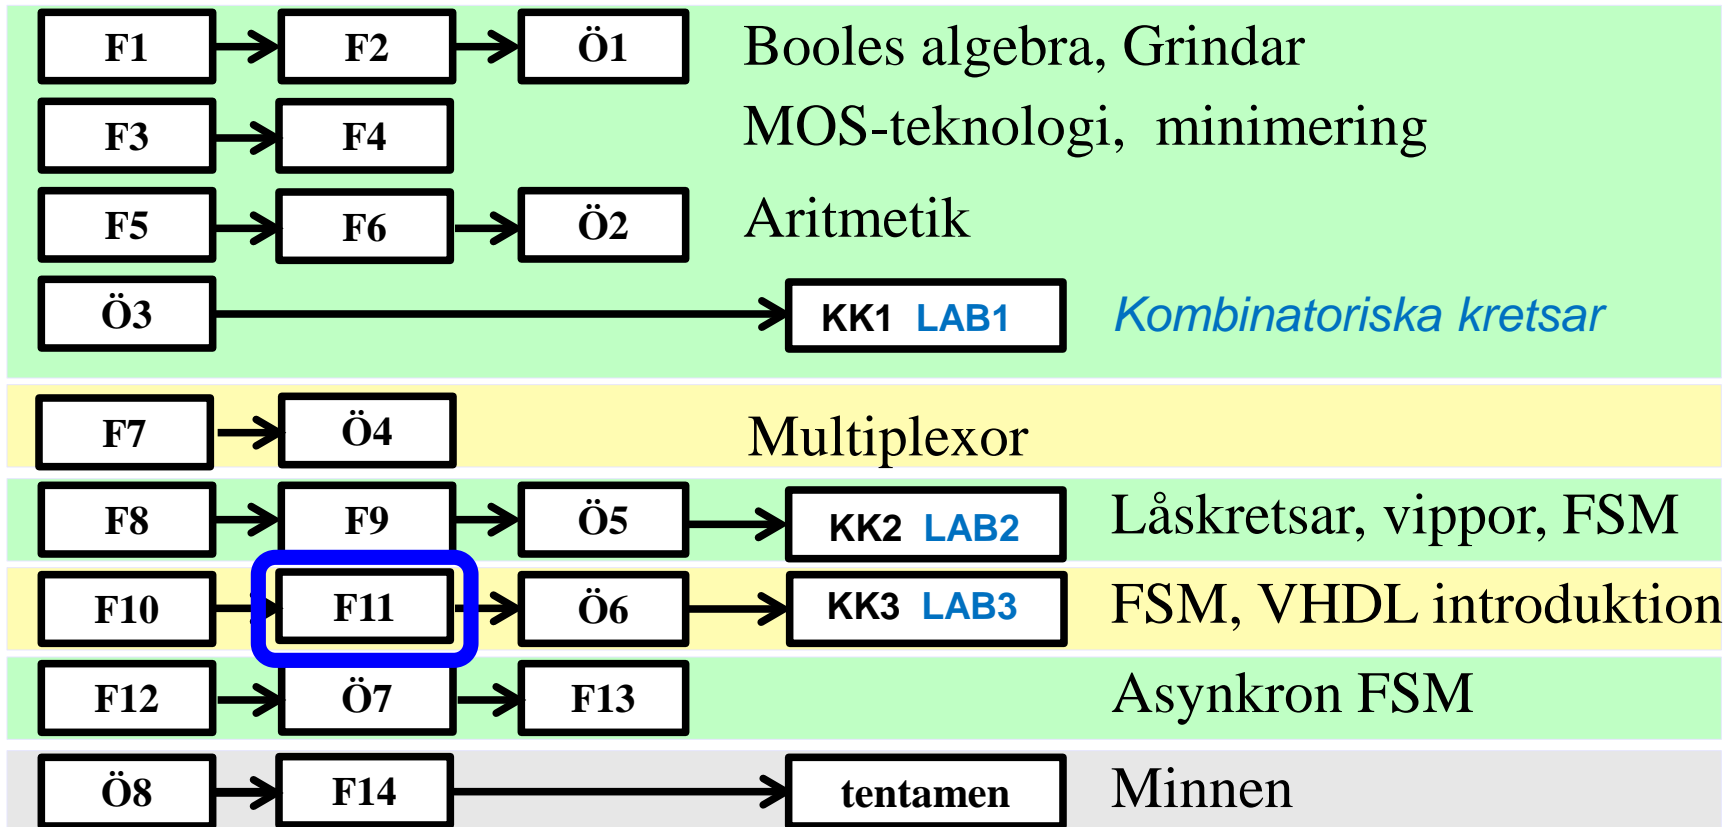 F1 F2 Ö1 Booles algebra, Grindar
F3 F4 MOS-teknologi, minimering
F5 F6 Ö2 Aritmetik
Ö3 KK1 LAB1 Kombinatoriska kretsar
F7 Ö4 Multiplexor
F8 F9 Ö5 KK2 LAB2 Låskretsar, vippor, FSM
F10 F11 Ö6 KK3 LAB3 FSM, VHDL introduktion
F12 Ö7 F13 Asynkron FSM
Ö8 F14 tentamen Minnen